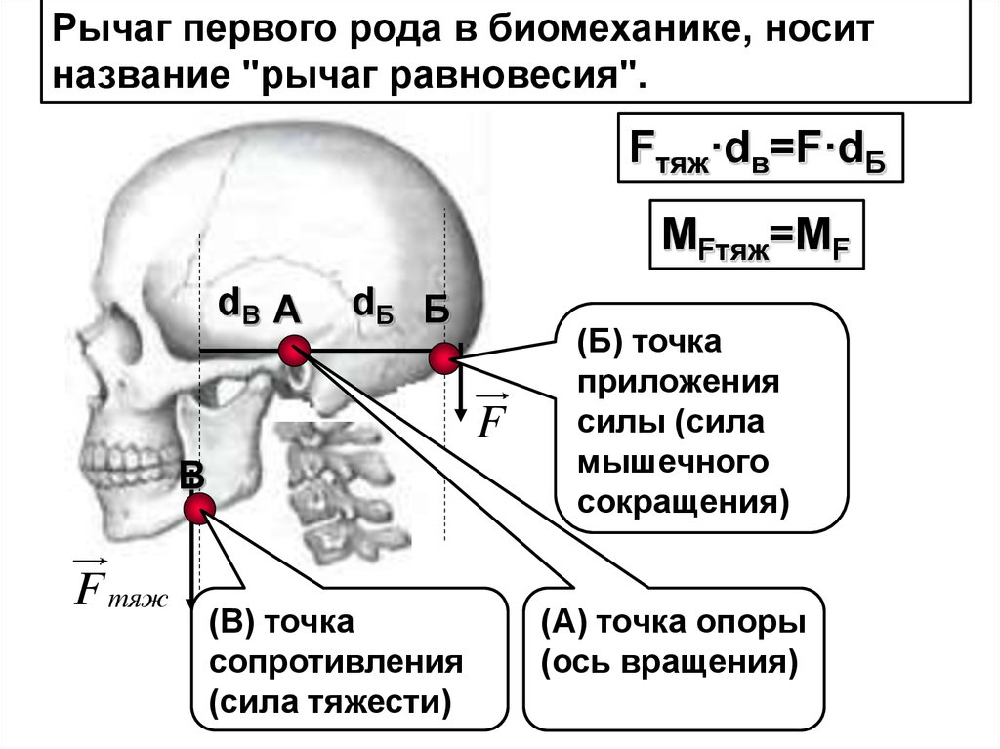 Рычаг первого рода в биомеханике, носит
название "рычаг равновесия".
Fтяж·dв=F·dБ
MFтяж=MF
dВ А dБ Б
(Б) точка
приложения
силы (сила
мышечного
сокращения)
F
В
F тяж
(В) точка
сопротивления
(сила тяжести)
(А) точка опоры
(ось вращения)